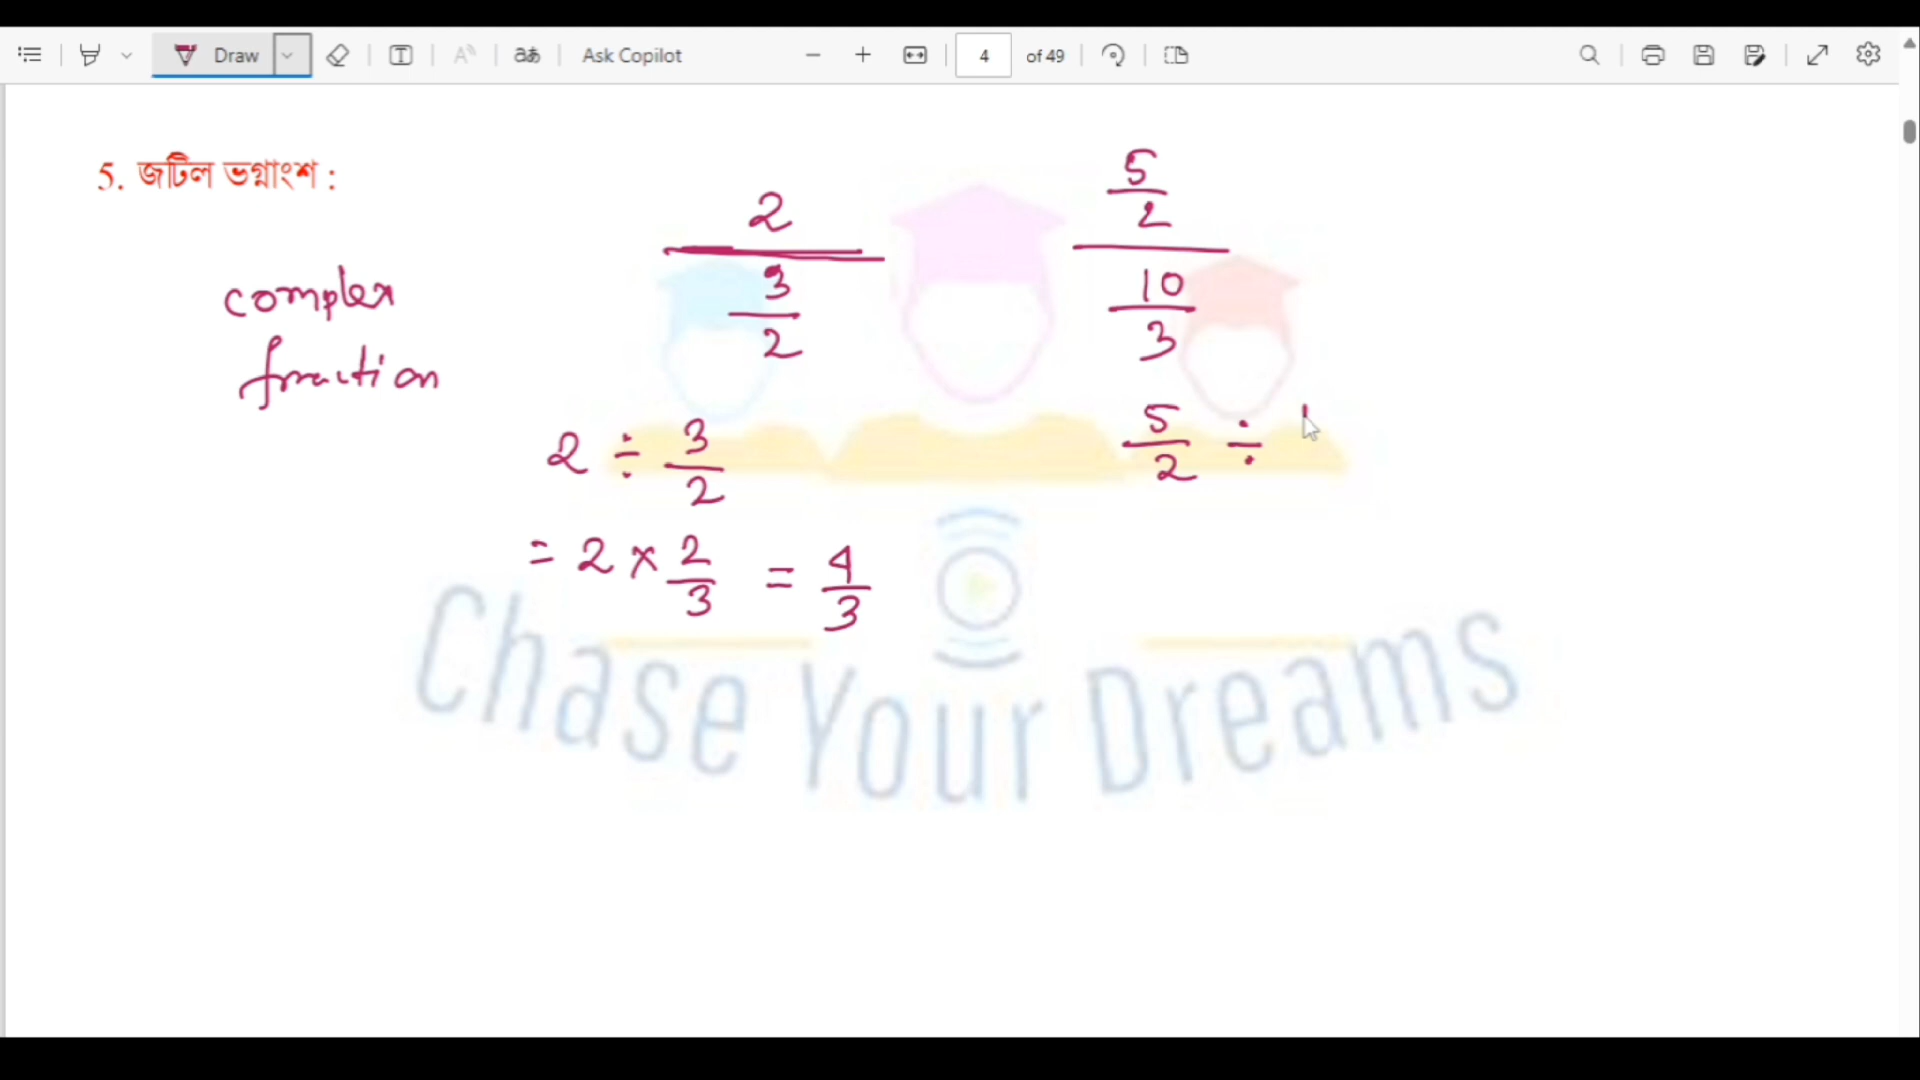 Draw
Ask Copilot
4 of 49
5. জটিল ভগ্নাংশ :
complex
fraction
2
3
2
5
2
10
3
2 ÷ 3/2
= 2 × 2/3 = 4/3
5/2 ÷
Chase Your Dreams